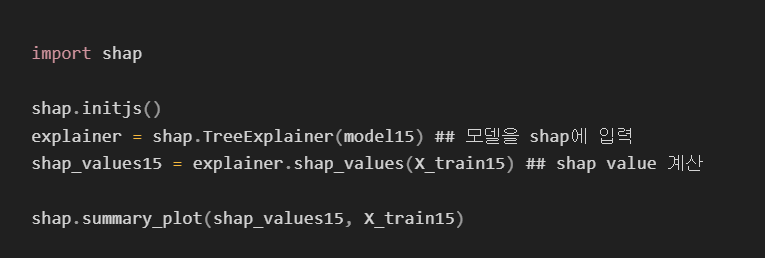 import shap
shap.initjs()
explainer = shap.TreeExplainer(model15) ## 모델을 shap에 입력
shap_values15 = explainer.shap_values(X_train15) ## shap value 계산
shap.summary_plot(shap_values15, X_train15)